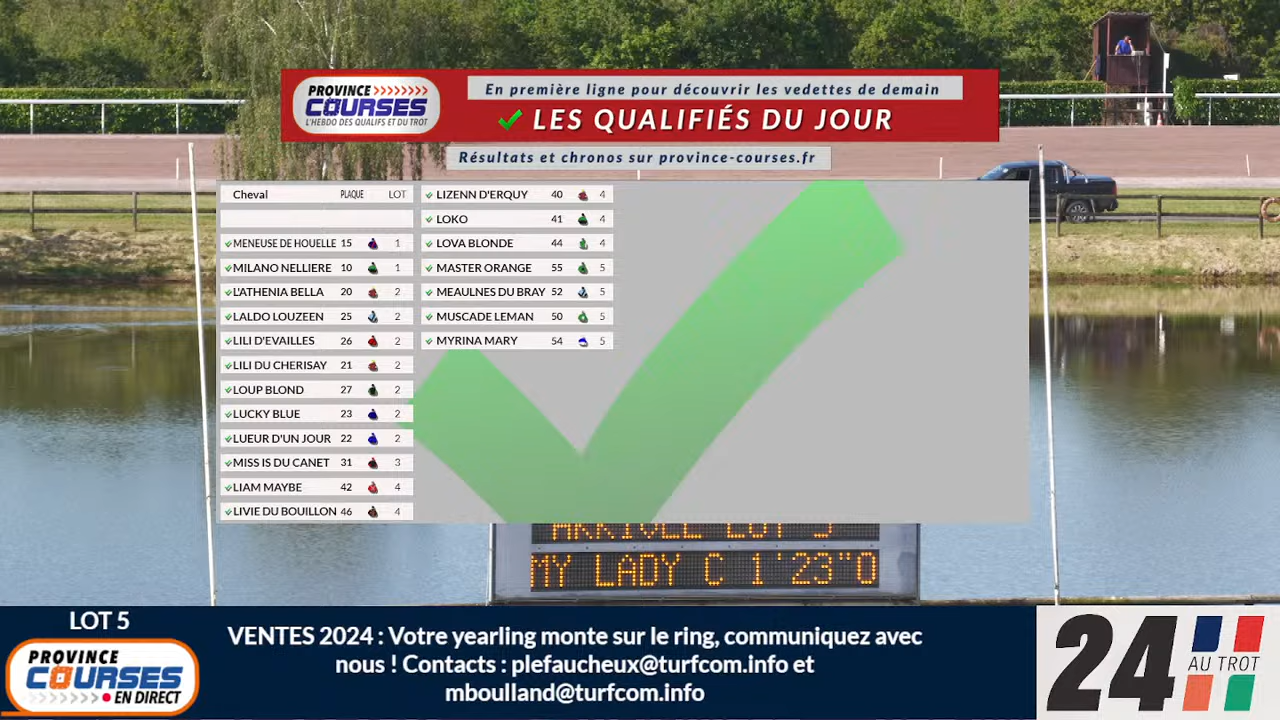 PROVINCE
COURSES
L'HEBDO DES QUALIFS ET DU TROT
En première ligne pour découvrir les vedettes de demain
LES QUALIFIÉS DU JOUR
Résultats et chronos sur province-courses.fr
Cheval PLAQUE LOT
MENEUSE DE HOUELLE 15 1
MILANO NELLIERE 10 1
L'ATHENIA BELLA 20 2
LALDO LOUZEEN 25 2
LILI D'EVAILLES 26 2
LILI DU CHERISAY 21 2
LOUP BLOND 27 2
LUCKY BLUE 23 2
LUEUR D'UN JOUR 22 2
MISS IS DU CANET 31 3
LIAM MAYBE 42 4
LIVIE DU BOUILLON 46 4
LIZENN D'ERQUY 40 4
LOKO 41 4
LOVA BLONDE 44 4
MASTER ORANGE 55 5
MEAULNES DU BRAY 52 5
MUSCADE LEMAN 50 5
MYRINA MARY 54 5
ARRIVEE LOT 5
MY LADY C 1'23"0
LOT 5
PROVINCE
COURSES
EN DIRECT
VENTES 2024 : Votre yearling monte sur le ring, communiquez avec
nous ! Contacts : plefaucheux@turfcom.info et
mboulland@turfcom.info
24
AU TROT